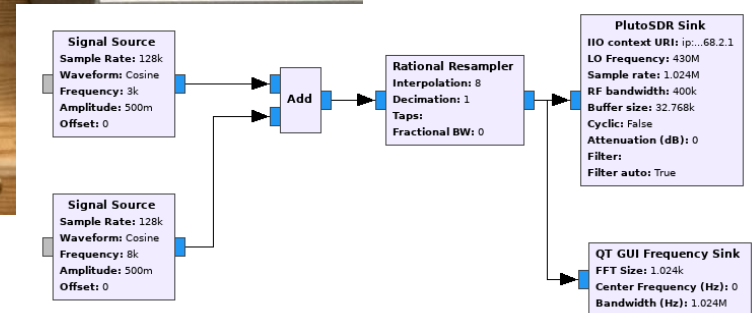 Signal Source
Sample Rate: 128k
Waveform: Cosine
Frequency: 3k
Amplitude: 500m
Offset: 0
Add
Rational Resampler
Interpolation: 8
Decimation: 1
Taps:
Fractional BW: 0
PlutoSDR Sink
IIO context URI: ip:...68.2.1
LO Frequency: 430M
Sample rate: 1.024M
RF bandwidth: 400k
Buffer size: 32.768k
Cyclic: False
Attenuation (dB): 0
Filter:
Filter auto: True
Signal Source
Sample Rate: 128k
Waveform: Cosine
Frequency: 8k
Amplitude: 500m
Offset: 0
QT GUI Frequency Sink
FFT Size: 1.024k
Center Frequency (Hz): 0
Bandwidth (Hz): 1.024M